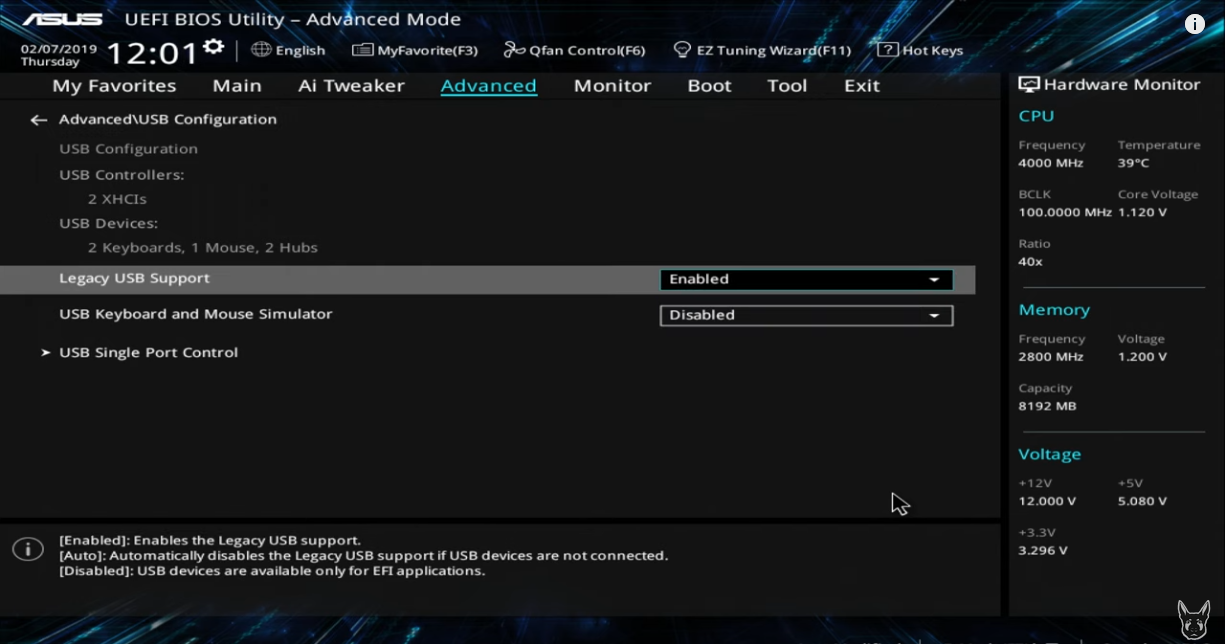 ASUS UEFI BIOS Utility – Advanced Mode
02/07/2019
Thursday
12:01
English MyFavorite(F3) Qfan Control(F6) EZ Tuning Wizard(F11) ? Hot Keys
My Favorites Main Ai Tweaker Advanced Monitor Boot Tool Exit
Advanced\USB Configuration
USB Configuration
USB Controllers:
2 XHCIs
USB Devices:
2 Keyboards, 1 Mouse, 2 Hubs
Legacy USB Support Enabled
USB Keyboard and Mouse Simulator Disabled
USB Single Port Control
[Enabled]: Enables the Legacy USB support.
[Auto]: Automatically disables the Legacy USB support if USB devices are not connected.
[Disabled]: USB devices are available only for EFI applications.
Hardware Monitor
CPU
Frequency Temperature
4000 MHz 39°C
BCLK Core Voltage
100.0000 MHz 1.120 V
Ratio
40x
Memory
Frequency Voltage
2800 MHz 1.200 V
Capacity
8192 MB
Voltage
+12V +5V
12.000 V 5.080 V
+3.3V
3.296 V